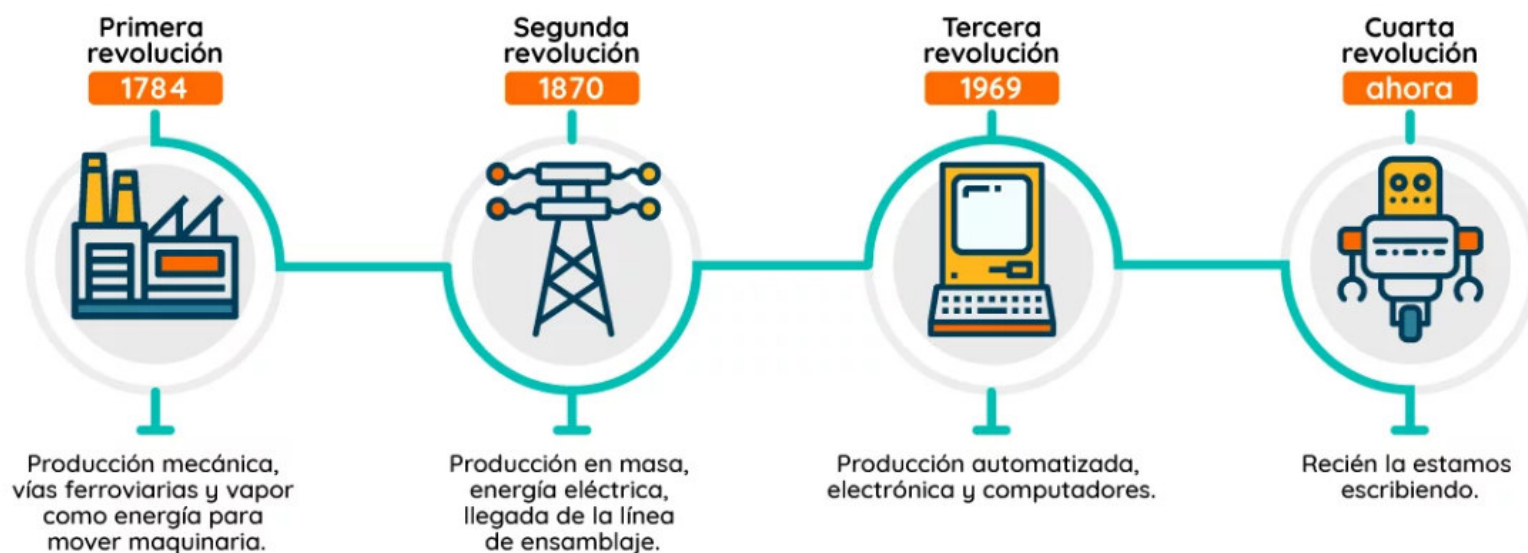 Primera
revolución
1784
Producción mecánica,
vías ferroviarias y vapor
como energía para
mover maquinaria.
Segunda
revolución
1870
Producción en masa,
energía eléctrica,
llegada de la línea
de ensamblaje.
Tercera
revolución
1969
Producción automatizada,
electrónica y computadores.
Cuarta
revolución
ahora
Recién la estamos
escribiendo.